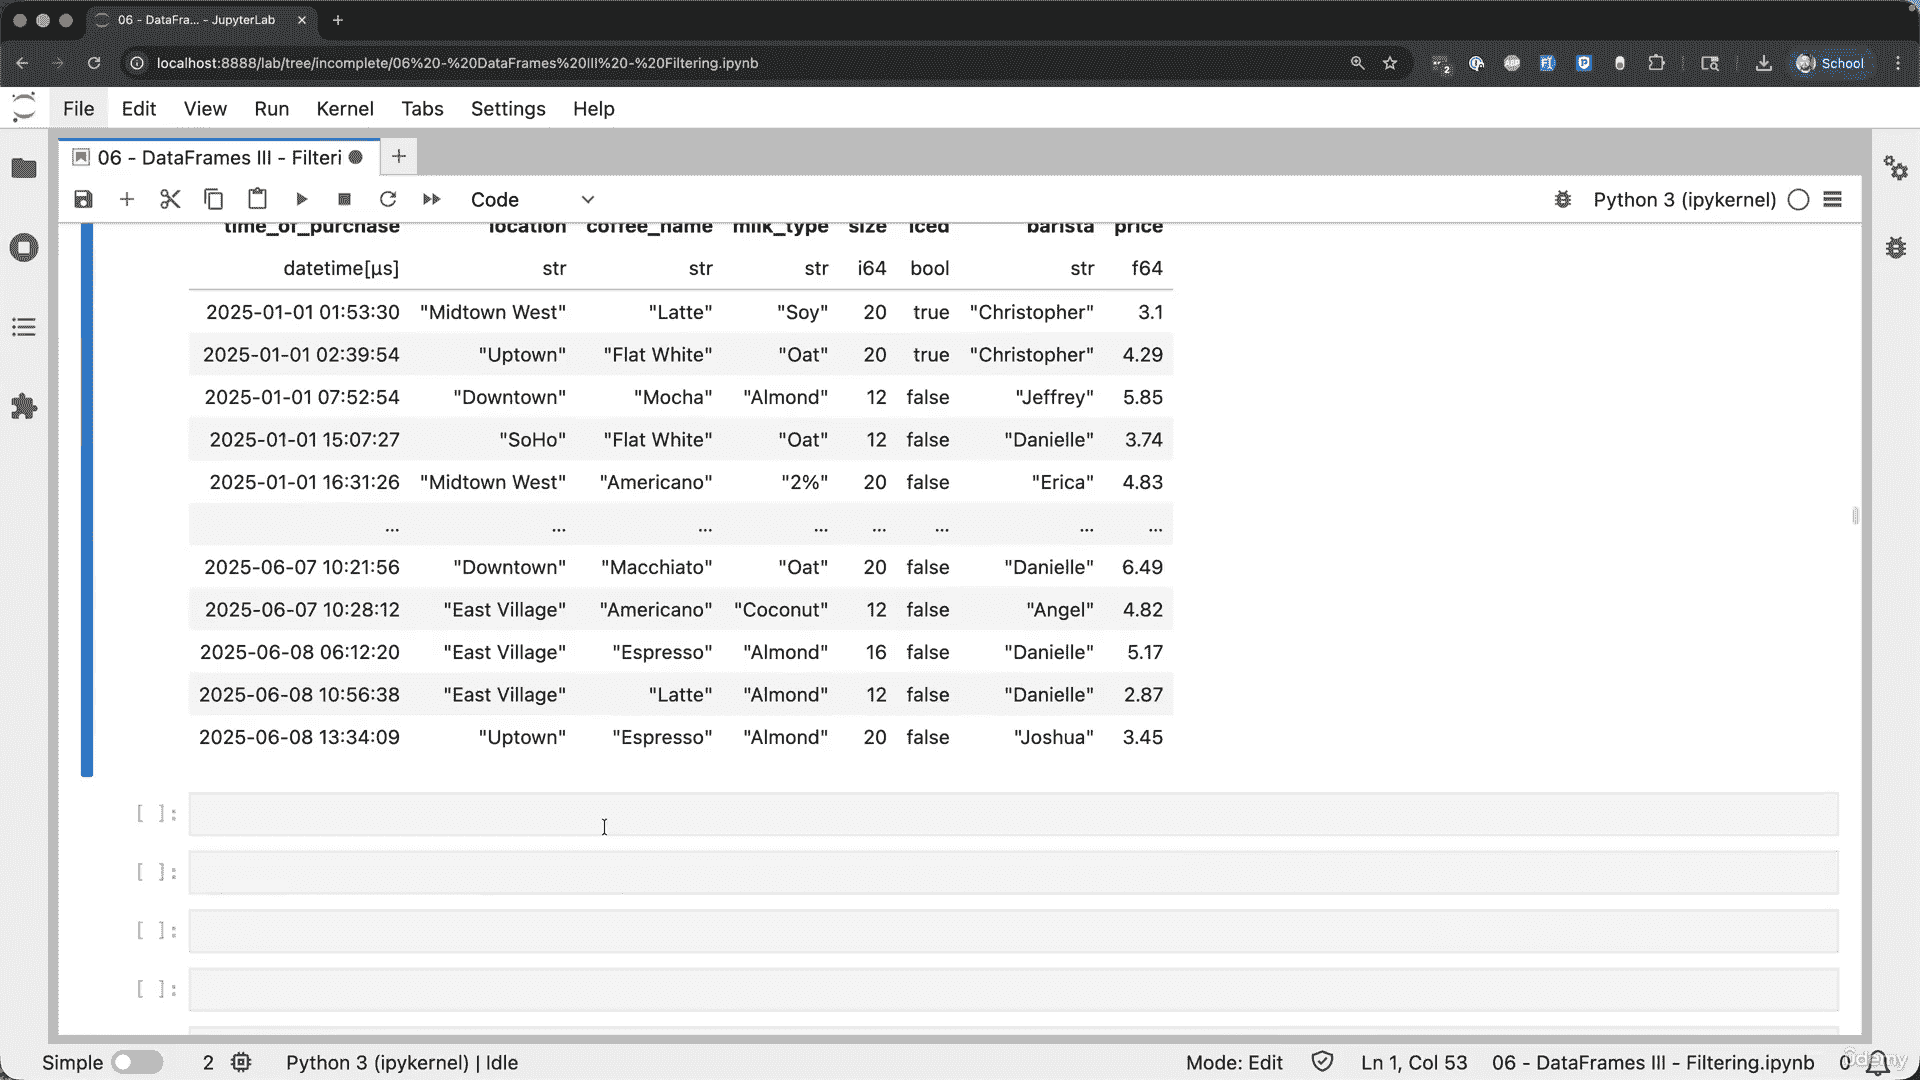 06 - DataFra... - JupyterLab
localhost:8888/lab/tree/incomplete/06%20-%20DataFrames%20III%20-%20Filtering.ipynb
2
ABP
School
File Edit View Run Kernel Tabs Settings Help
06 - DataFrames III - Filteri
Code
Python 3 (ipykernel)
time_of_purchase location coffee_name milk_type size iced barista price
datetime[μs] str str str i64 bool str f64
2025-01-01 01:53:30 "Midtown West" "Latte" "Soy" 20 true "Christopher" 3.1
2025-01-01 02:39:54 "Uptown" "Flat White" "Oat" 20 true "Christopher" 4.29
2025-01-01 07:52:54 "Downtown" "Mocha" "Almond" 12 false "Jeffrey" 5.85
2025-01-01 15:07:27 "SoHo" "Flat White" "Oat" 12 false "Danielle" 3.74
2025-01-01 16:31:26 "Midtown West" "Americano" "2%" 20 false "Erica" 4.83
… … … … … … … …
2025-06-07 10:21:56 "Downtown" "Macchiato" "Oat" 20 false "Danielle" 6.49
2025-06-07 10:28:12 "East Village" "Americano" "Coconut" 12 false "Angel" 4.82
2025-06-08 06:12:20 "East Village" "Espresso" "Almond" 16 false "Danielle" 5.17
2025-06-08 10:56:38 "East Village" "Latte" "Almond" 12 false "Danielle" 2.87
2025-06-08 13:34:09 "Uptown" "Espresso" "Almond" 20 false "Joshua" 3.45
[ ]:
[ ]:
[ ]:
[ ]:
Simple 2 Python 3 (ipykernel) | Idle Mode: Edit Ln 1, Col 53 06 - DataFrames III - Filtering.ipynb 0
Udemy